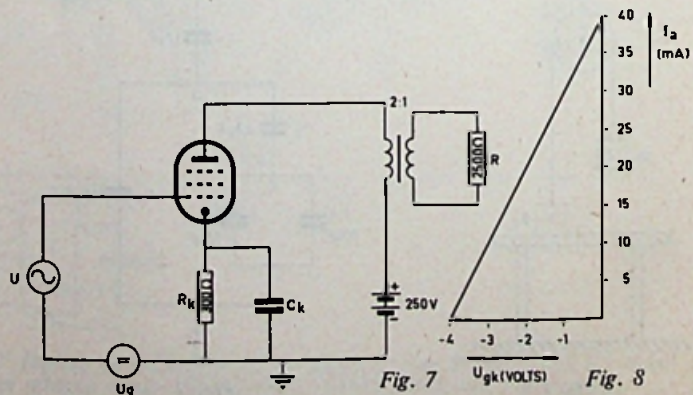 2:1
2500Ω
R
U
Rk
Ck
250V
+
-
Ug
Fig. 7
40
35
30
25
20
15
10
5
Ia
(mA)
-4
-3
-2
-1
Ugk (VOLTS)
Fig. 8